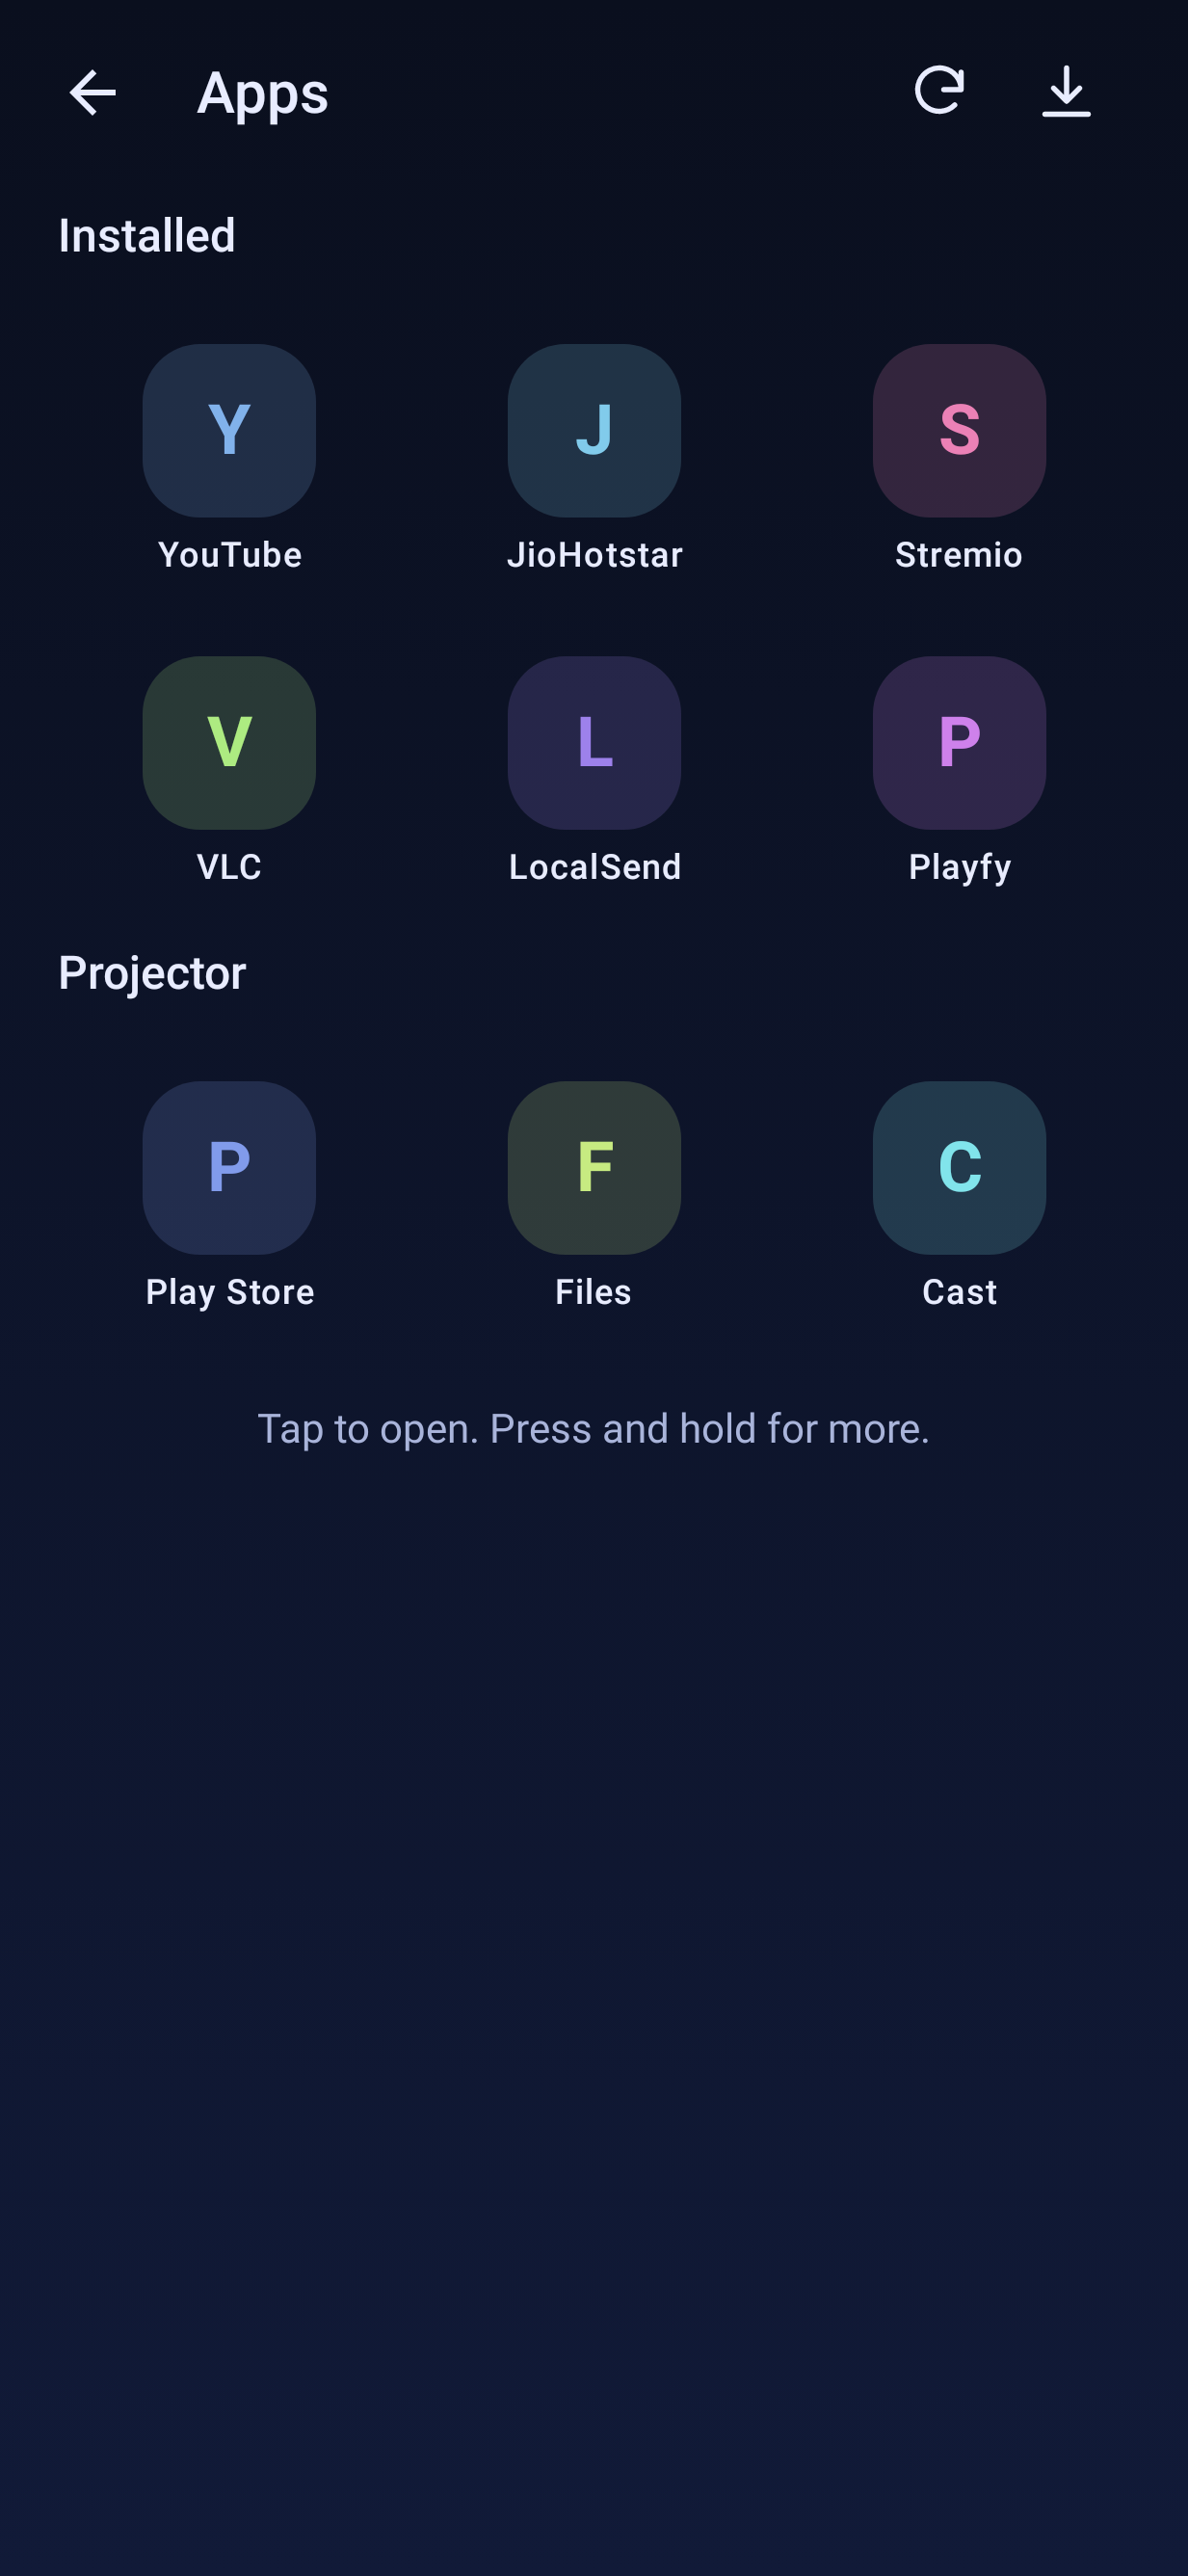 Apps
Installed
Y
J
S
YouTube
JioHotstar
Stremio
V
L
P
VLC
LocalSend
Playfy
Projector
P
F
C
Play Store
Files
Cast
Tap to open. Press and hold for more.